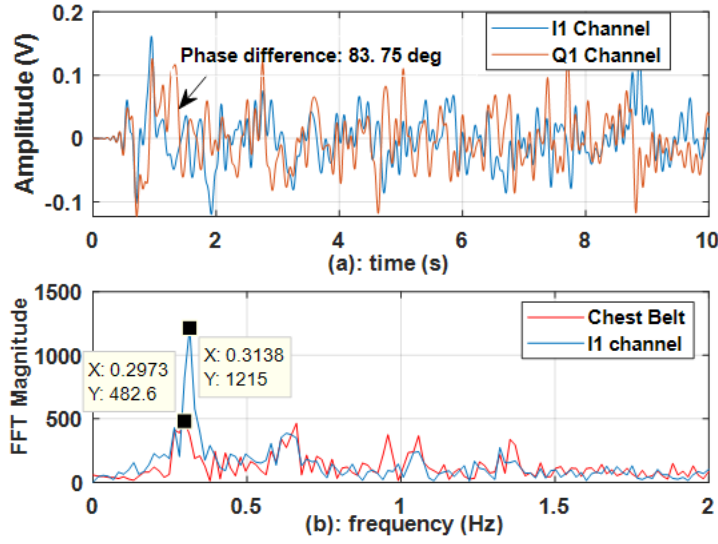 0.2
I1 Channel
Q1 Channel
Phase difference: 83. 75 deg
0.1
0
-0.1
Amplitude (V)
0 2 4 6 8 10
(a): time (s)
1500
Chest Belt
I1 channel
1000
X: 0.3138
Y: 1215
X: 0.2973
Y: 482.6
500
0
FFT Magnitude
0 0.5 1 1.5 2
(b): frequency (Hz)